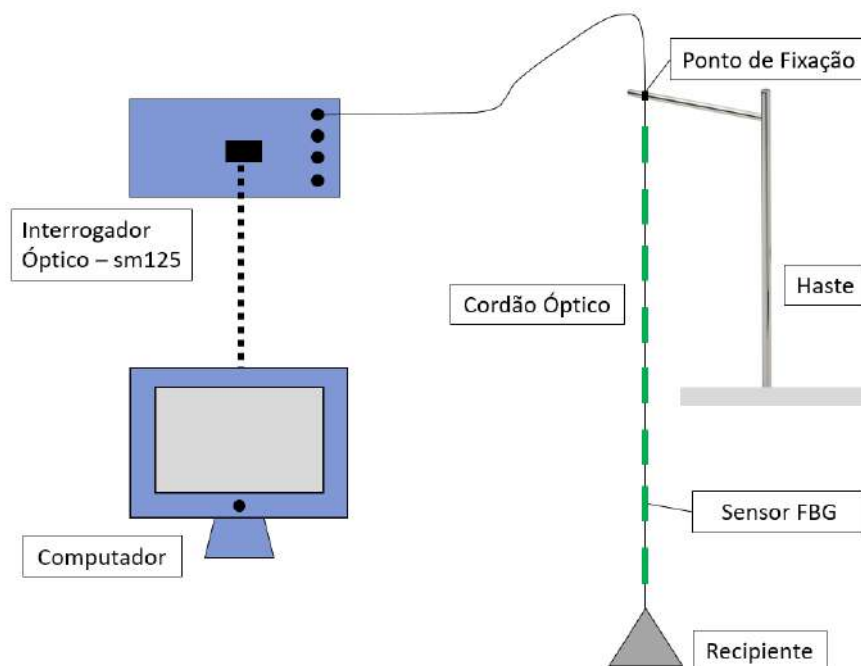 Ponto de Fixação
Interrogador
Óptico – sm125
Cordão Óptico
Haste
Sensor FBG
Computador
Recipiente